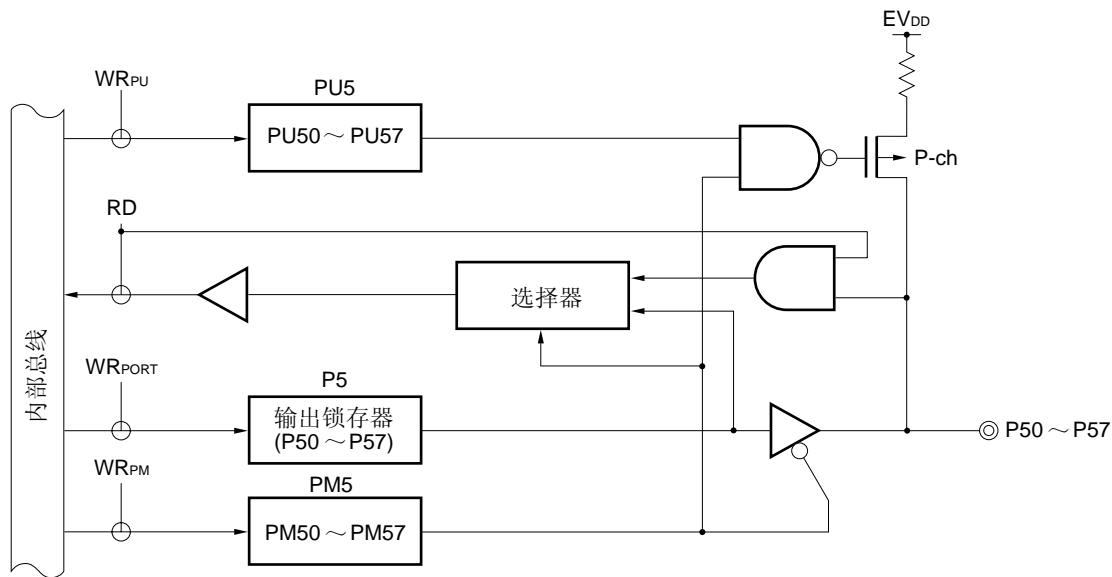 EVDD
WRPU
PU5
PU50～PU57
P-ch
RD
选择器
内部总线
WRPORT
P5
输出锁存器
(P50～P57)
P50～P57
WRPM
PM5
PM50～PM57